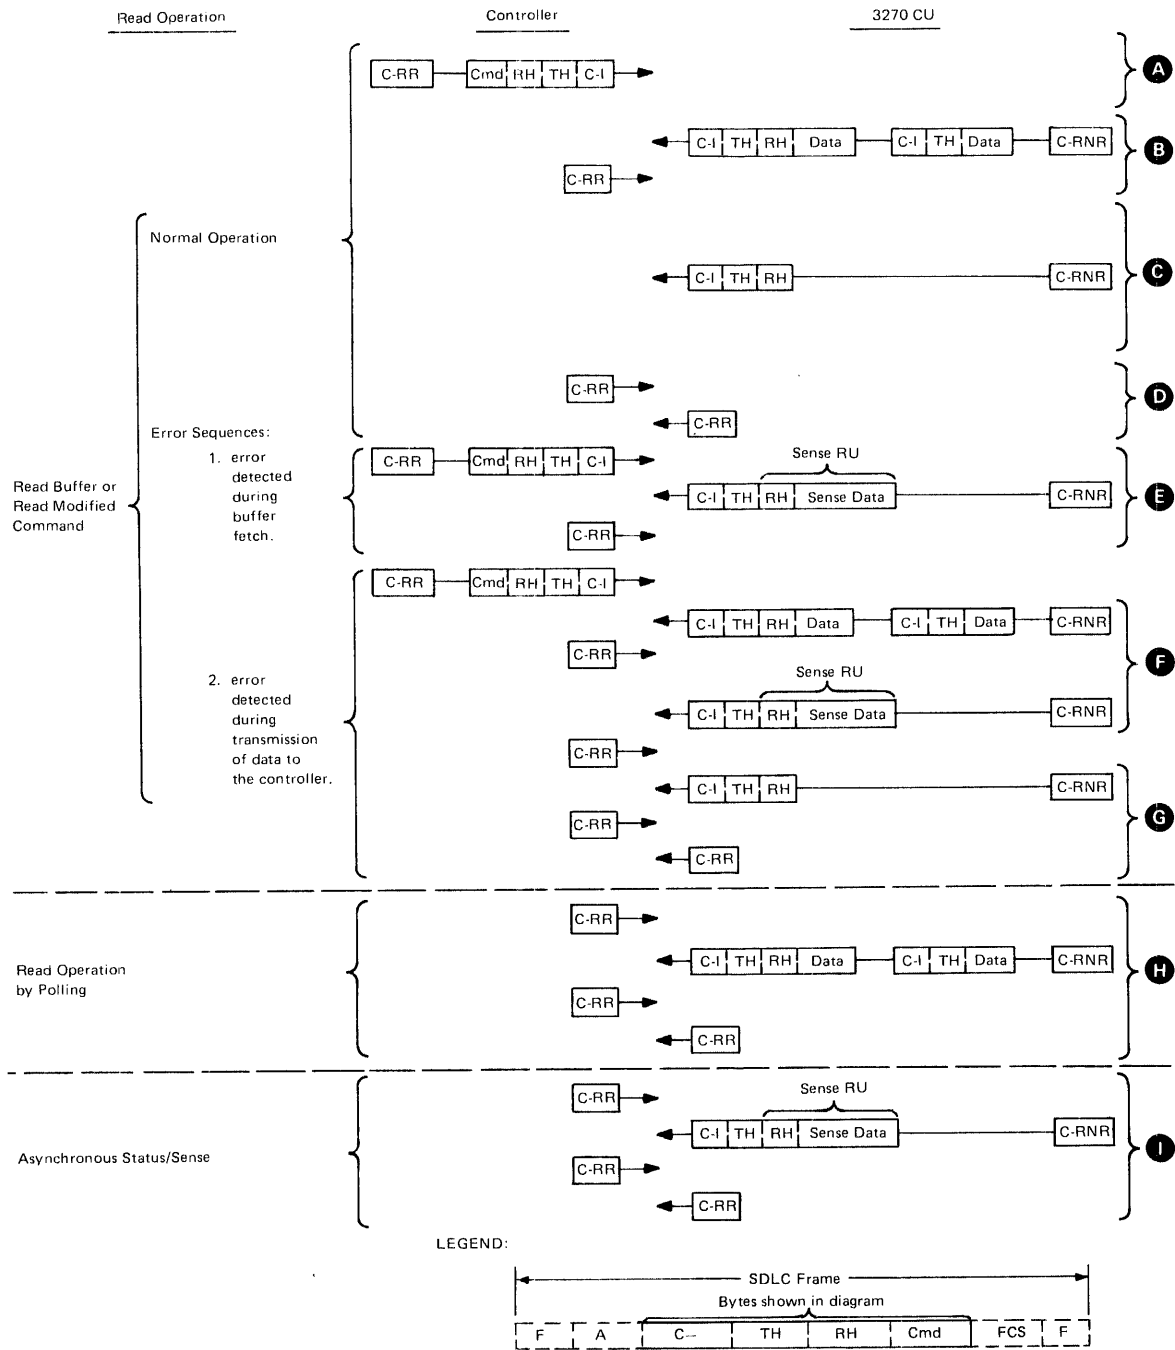 Read Operation Controller 3270 CU
C-RR Cmd RH TH C-I A
C-I TH RH Data C-I TH Data C-RNR B
C-RR
Normal Operation
C-I TH RH C-RNR C
C-RR D
C-RR
Error Sequences:
1. error
detected
during
buffer
fetch.
C-RR Cmd RH TH C-I
Sense RU
C-I TH RH Sense Data C-RNR E
C-RR
Read Buffer or
Read Modified
Command
C-RR Cmd RH TH C-I
C-I TH RH Data C-I TH Data C-RNR
C-RR F
2. error
detected
during
transmission
of data to
the controller.
Sense RU
C-I TH RH Sense Data C-RNR
C-RR
C-I TH RH C-RNR
C-RR G
C-RR
C-RR
Read Operation
by Polling
C-I TH RH Data C-I TH Data C-RNR H
C-RR
C-RR
C-RR
Sense RU
C-I TH RH Sense Data C-RNR I
Asynchronous Status/Sense
C-RR
C-RR
LEGEND:
SDLC Frame
Bytes shown in diagram
F A C– TH RH Cmd FCS F